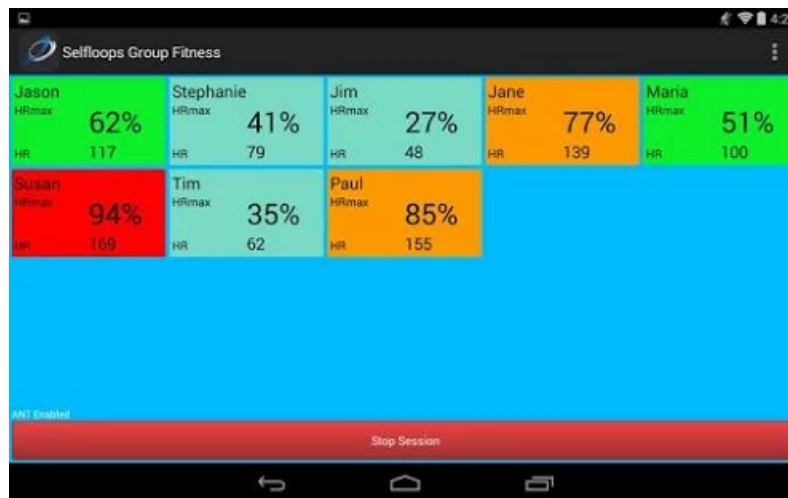 4:2
Selfloops Group Fitness
Jason
HRmax 62%
HR 117
Stephanie
HRmax 41%
HR 79
Jim
HRmax 27%
HR 48
Jane
HRmax 77%
HR 139
Maria
HRmax 51%
HR 100
Susan
HRmax 94%
HR 169
Tim
HRmax 35%
HR 62
Paul
HRmax 85%
HR 155
ANT Enabled
Stop Session